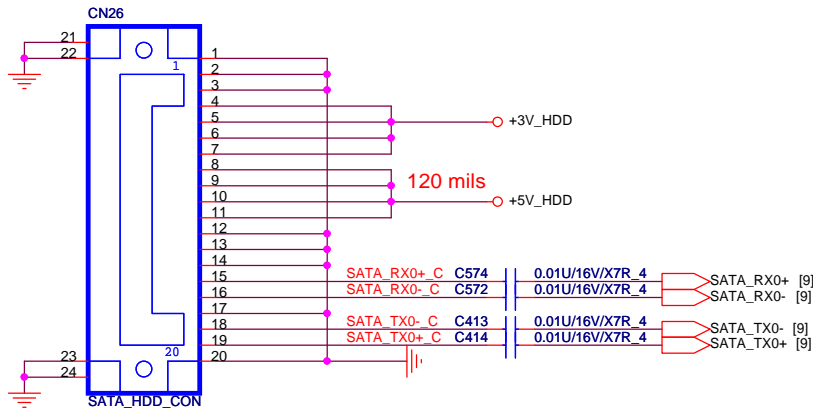 CN26
21
22
1
1
2
3
4
5
+3V_HDD
6
7
8
9
120 mils
10
+5V_HDD
11
12
13
14
15 SATA_RX0+_C C574 0.01U/16V/X7R_4 SATA_RX0+ [9]
16 SATA_RX0-_C C572 0.01U/16V/X7R_4 SATA_RX0- [9]
17
18 SATA_TX0-_C C413 0.01U/16V/X7R_4 SATA_TX0- [9]
19 SATA_TX0+_C C414 0.01U/16V/X7R_4 SATA_TX0+ [9]
20
23
20
24
SATA_HDD_CON